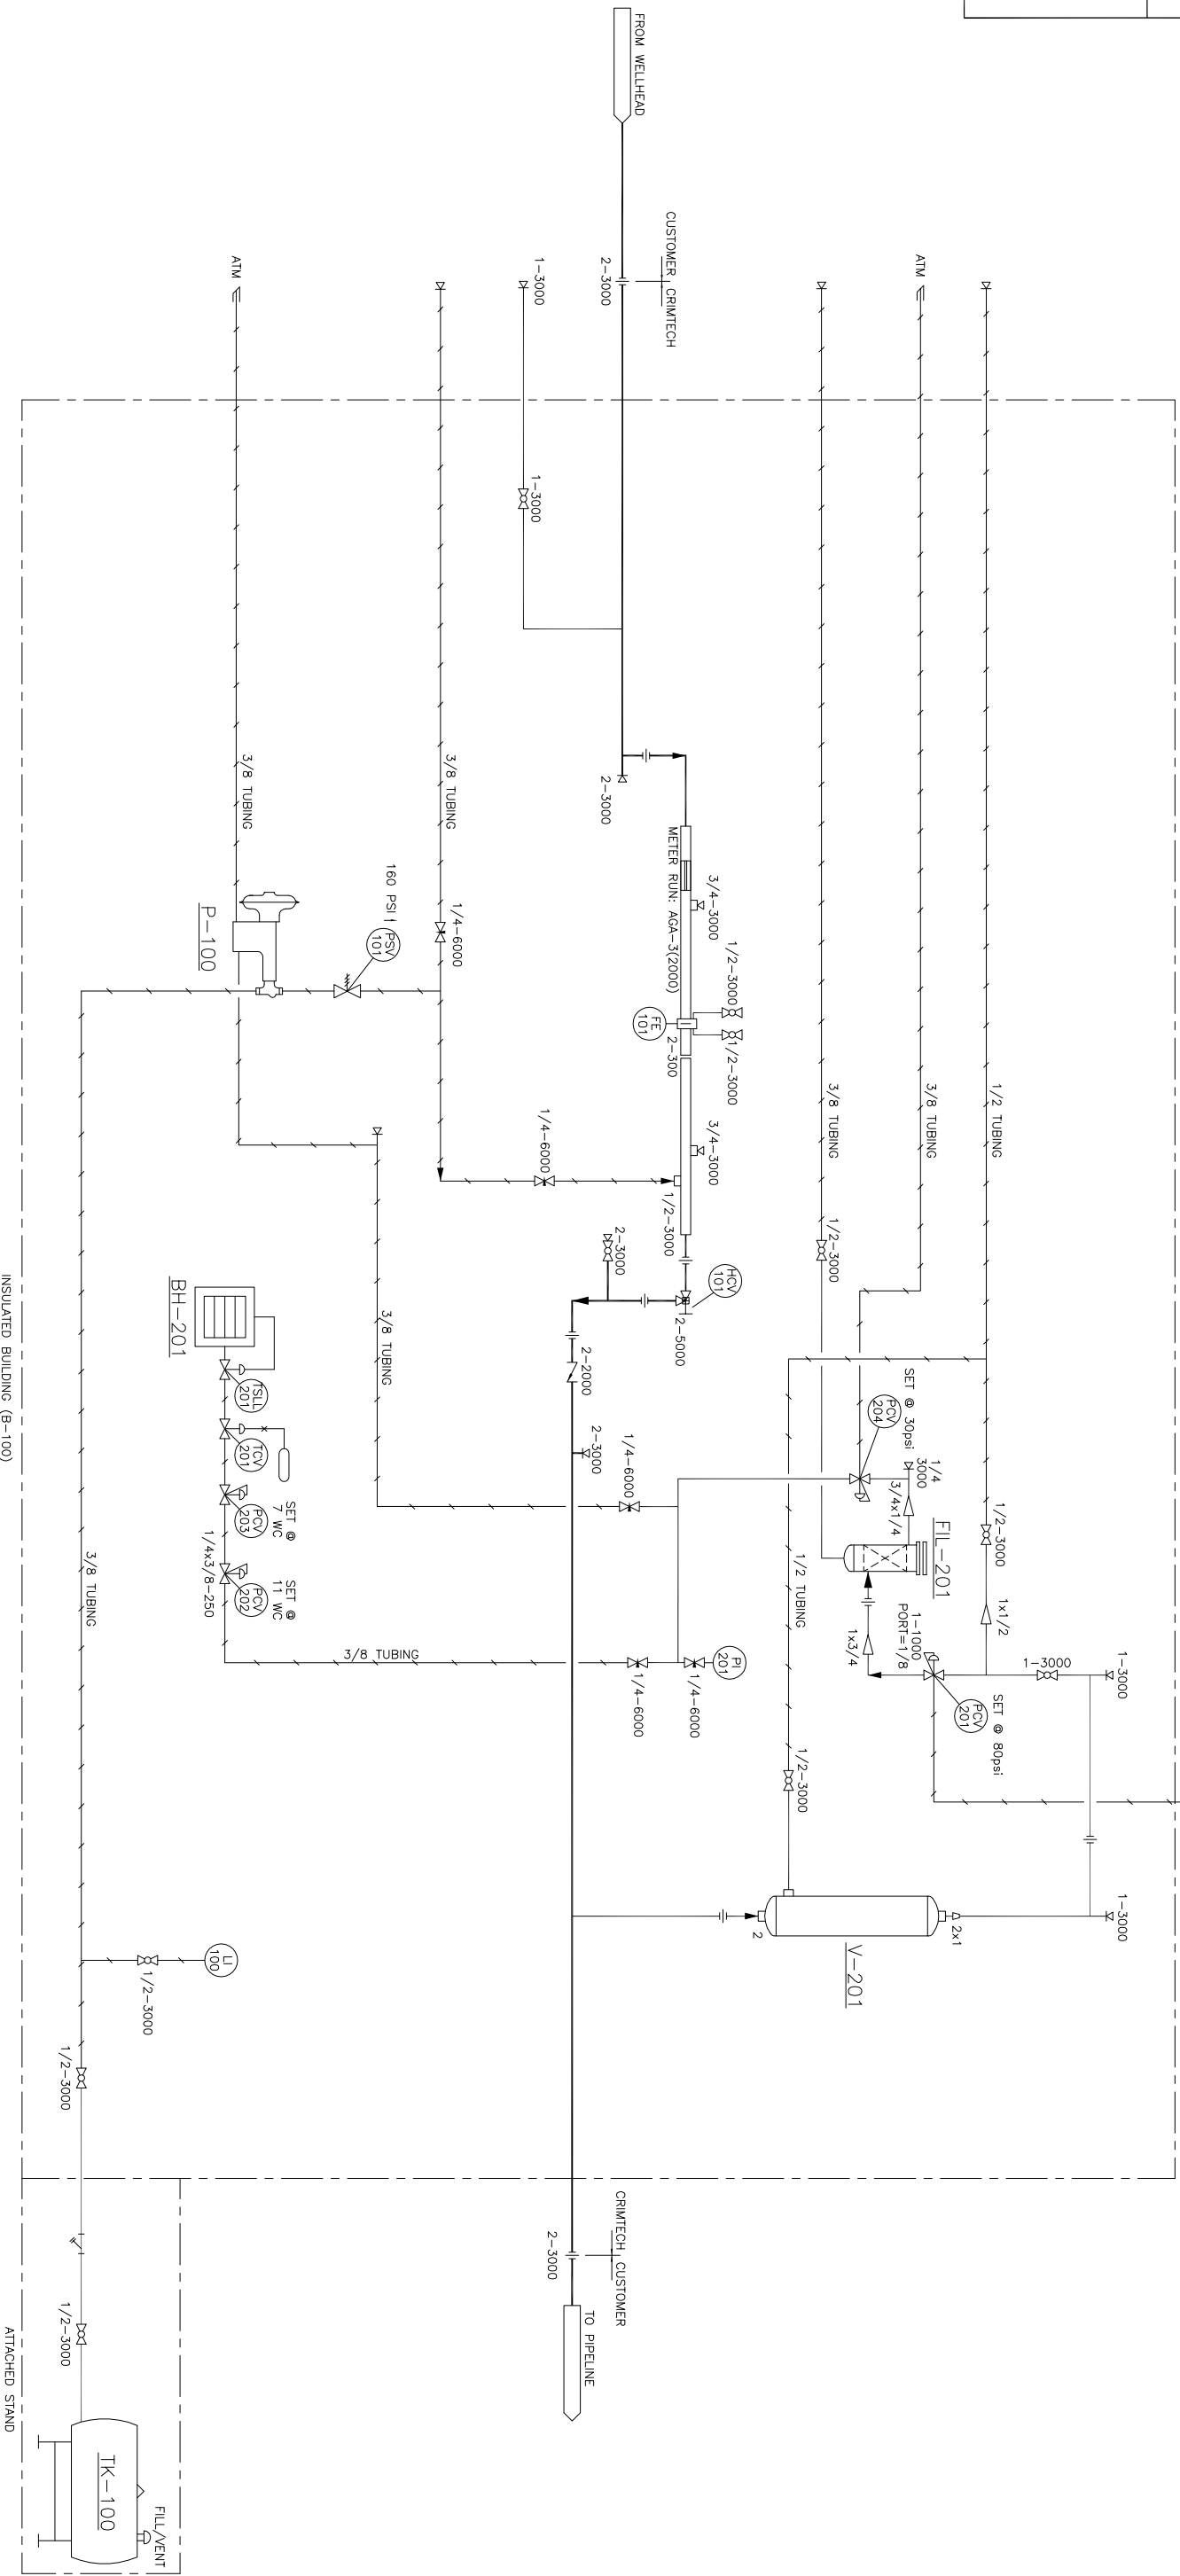 FROM WELLHEAD
CUSTOMER CRIMTECH
2-3000
1-3000
1-3000
ATM
ATM
1/2 TUBING
3/8 TUBING
3/8 TUBING
1/2-3000
2-3000
METER RUN: AGA-3(2000)
3/4-3000
1/2-3000
1/2-3000
FE
101
2-300
3/4-3000
1/2-3000
HCV
101
2-5000
2-3000
2-2000
2-3000
3/8 TUBING
1/4-6000
1/4-6000
160 PSI
PSV
101
3/8 TUBING
P-100
3/8 TUBING
1/4-6000
BH-201
TSLL
201
TCV
201
SET @
7 WC
PCV
203
SET @
11 WC
PCV
202
1/4x3/8-250
3/8 TUBING
1/4-6000
1/4-6000
PI
201
SET @ 30psi
PCV
204
1/4
3000
3/4x1/4
FIL-201
1/2-3000
1x1/2
1x3/4
1-1000
PORT=1/8
PCV
201
SET @ 80psi
1-3000
1-3000
1/2 TUBING
1/2-3000
V-201
2x1
2
1-3000
3/8 TUBING
LI
100
1/2-3000
1/2-3000
1/2-3000
CRIMTECH CUSTOMER
2-3000
TO PIPELINE
TK-100
FILL/VENT
INSULATED BUILDING (B-100)
ATTACHED STAND